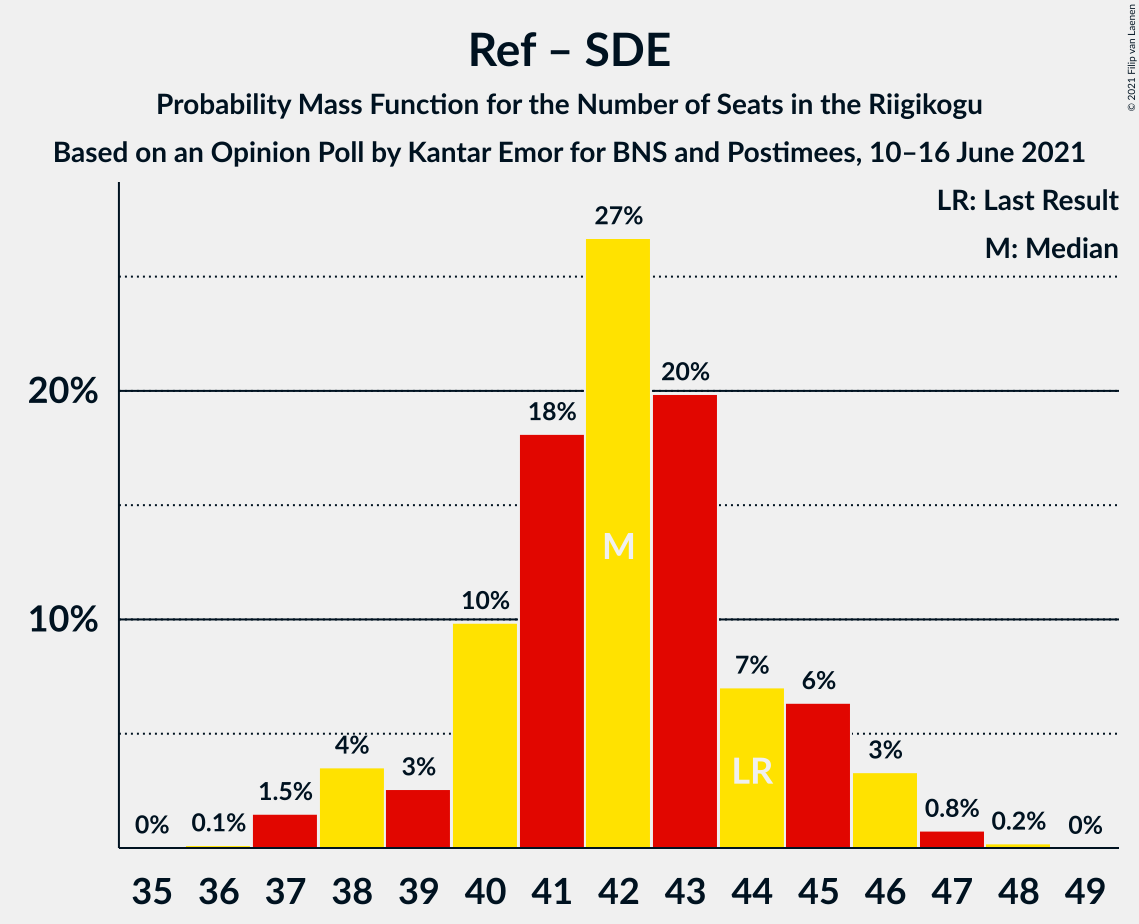 Ref – SDE
Probability Mass Function for the Number of Seats in the Riigikogu
Based on an Opinion Poll by Kantar Emor for BNS and Postimees, 10–16 June 2021
© 2021 Filip van Laenen
LR: Last Result
M: Median
20%
10%
0%
0.1%
1.5%
4%
3%
10%
18%
27%
20%
7%
6%
3%
0.8%
0.2%
0%
M
LR
35 36 37 38 39 40 41 42 43 44 45 46 47 48 49